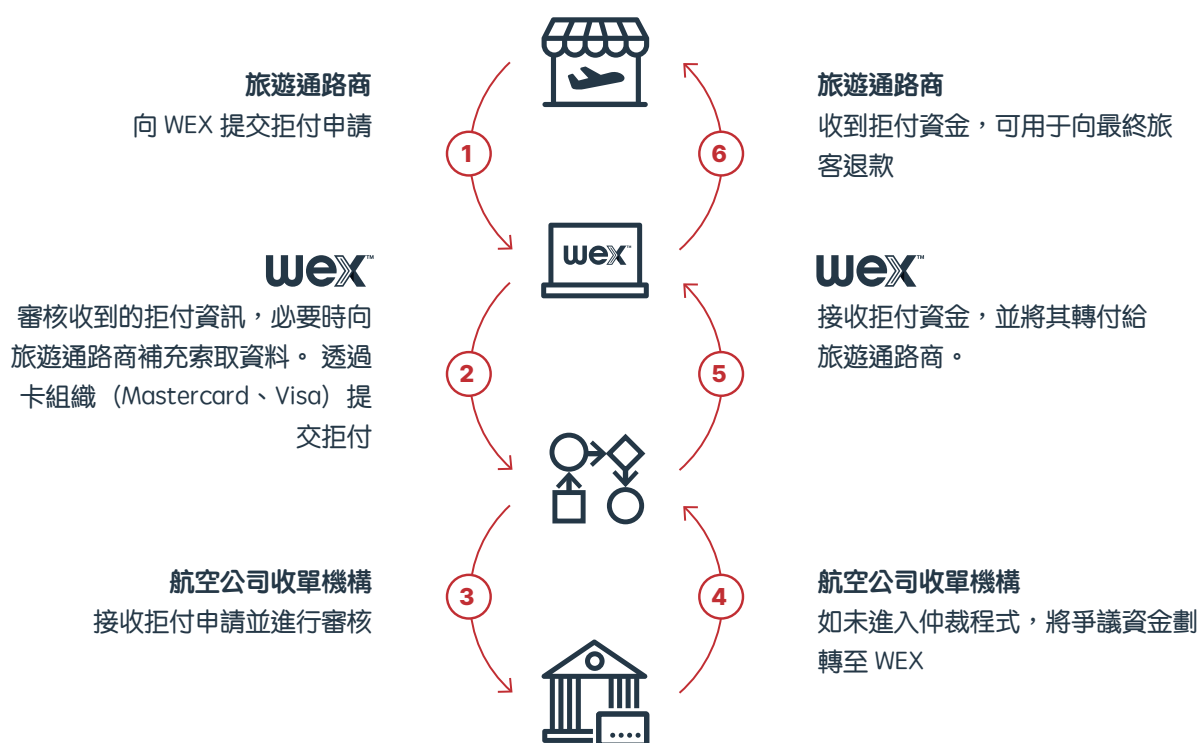 旅遊通路商
向 WEX 提交拒付申請
1
6
旅遊通路商
收到拒付資金，可用于向最終旅
客退款
wex™
wex™
審核收到的拒付資訊，必要時向
旅遊通路商補充索取資料。 透過
卡組織（Mastercard、Visa）提
交拒付
2
5
wex™
接收拒付資金，並將其轉付給
旅遊通路商。
航空公司收單機構
接收拒付申請並進行審核
3
4
航空公司收單機構
如未進入仲裁程式，將爭議資金劃
轉至 WEX